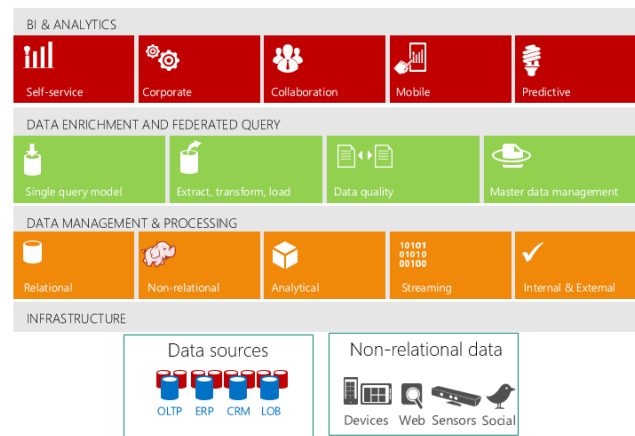 BI & ANALYTICS
Self-service
Corporate
Collaboration
Mobile
Predictive
DATA ENRICHMENT AND FEDERATED QUERY
Single query model
Extract, transform, load
Data quality
Master data management
DATA MANAGEMENT & PROCESSING
10101
01010
00100
Relational
Non-relational
Analytical
Streaming
Internal & External
INFRASTRUCTURE
Data sources
OLTP
ERP
CRM
LOB
Non-relational data
Devices
Web
Sensors
Social